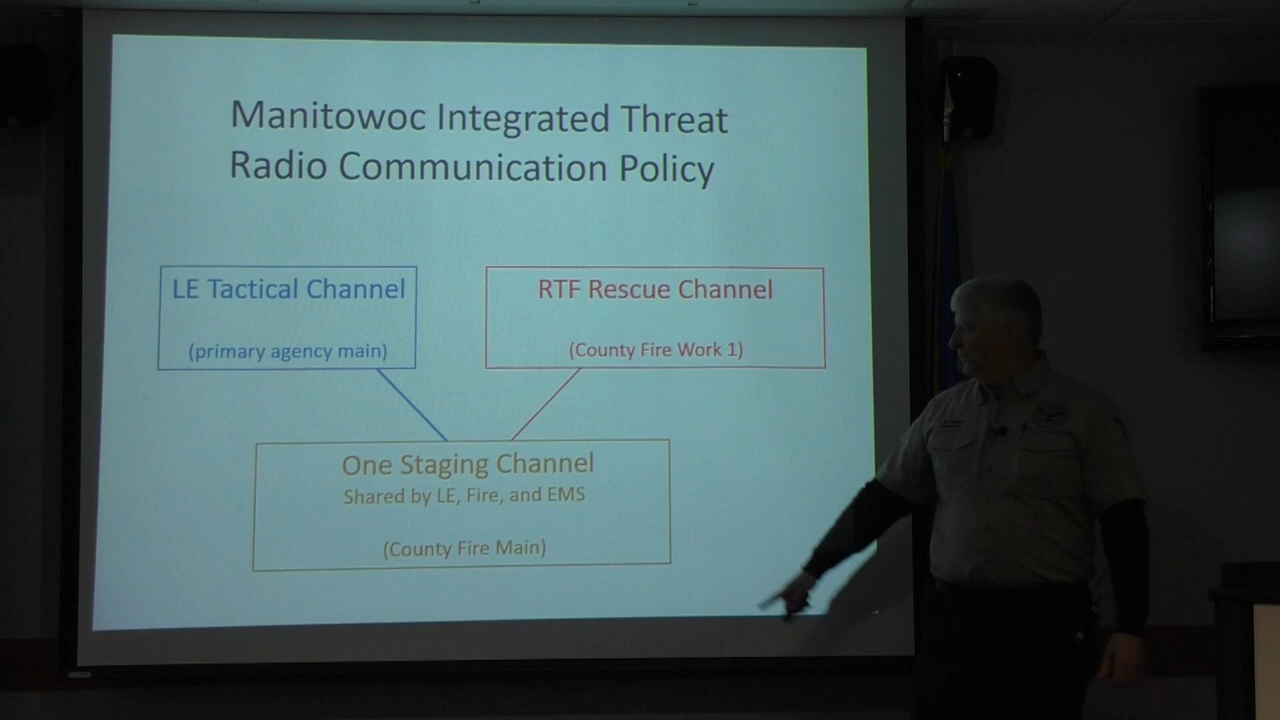 Manitowoc Integrated Threat
Radio Communication Policy
LE Tactical Channel
(primary agency main)
RTF Rescue Channel
(County Fire Work 1)
One Staging Channel
Shared by LE, Fire, and EMS
(County Fire Main)